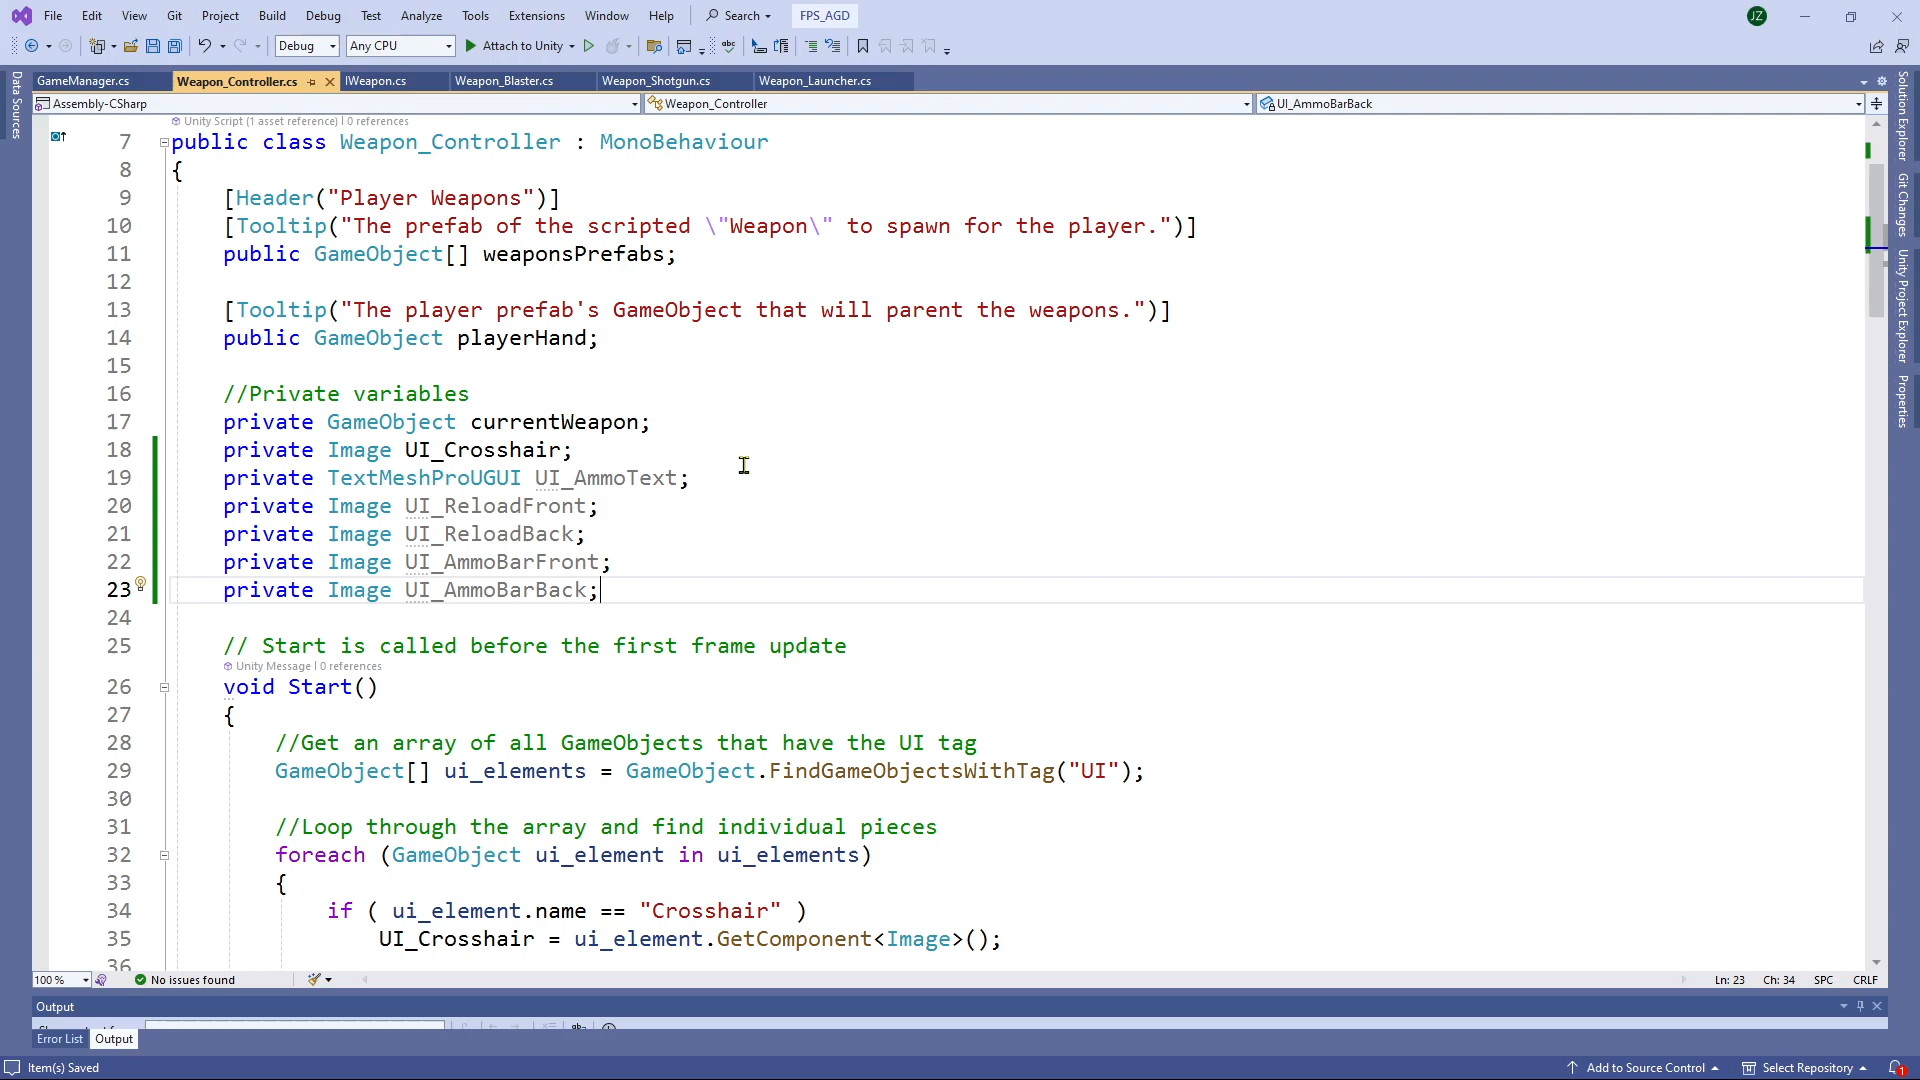 File Edit View Git Project Build Debug Test Analyze Tools Extensions Window Help Search FPS_AGD JZ
Debug Any CPU Attach to Unity
GameManager.cs Weapon_Controller.cs IWeapon.cs Weapon_Blaster.cs Weapon_Shotgun.cs Weapon_Launcher.cs
Assembly-CSharp Weapon_Controller UI_AmmoBarBack
Data Sources
Solution Explorer
Git Changes
Unity Project Explorer
Properties
Unity Script (1 asset reference) | 0 references
7 public class Weapon_Controller : MonoBehaviour
8 {
9 [Header("Player Weapons")]
10 [Tooltip("The prefab of the scripted \"Weapon\" to spawn for the player.")]
11 public GameObject[] weaponsPrefabs;
12
13 [Tooltip("The player prefab's GameObject that will parent the weapons.")]
14 public GameObject playerHand;
15
16 //Private variables
17 private GameObject currentWeapon;
18 private Image UI_Crosshair;
19 private TextMeshProUGUI UI_AmmoText;
20 private Image UI_ReloadFront;
21 private Image UI_ReloadBack;
22 private Image UI_AmmoBarFront;
23 private Image UI_AmmoBarBack;
24
25 // Start is called before the first frame update
Unity Message | 0 references
26 void Start()
27 {
28 //Get an array of all GameObjects that have the UI tag
29 GameObject[] ui_elements = GameObject.FindGameObjectsWithTag("UI");
30
31 //Loop through the array and find individual pieces
32 foreach (GameObject ui_element in ui_elements)
33 {
34 if ( ui_element.name == "Crosshair" )
35 UI_Crosshair = ui_element.GetComponent<Image>();
36
100 % No issues found Ln: 23 Ch: 34 SPC CRLF
Output
Error List Output
Item(s) Saved Add to Source Control Select Repository 1